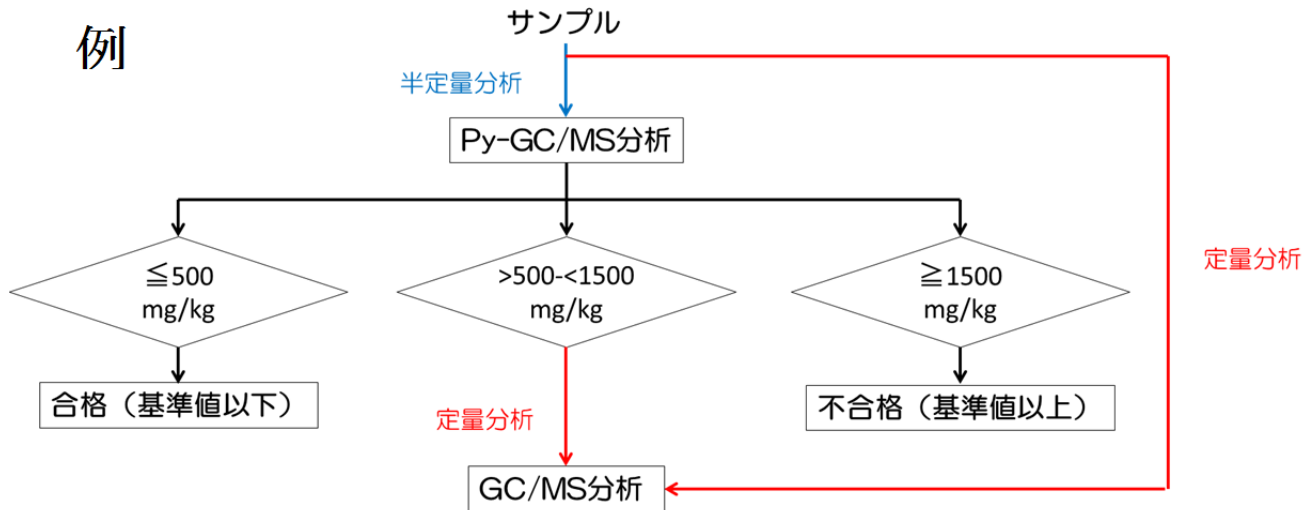 例
サンプル
半定量分析
Py-GC/MS分析
≦500
mg/kg
>500-<1500
mg/kg
≧1500
mg/kg
定量分析
合格（基準値以下）
不合格（基準値以上）
定量分析
GC/MS分析